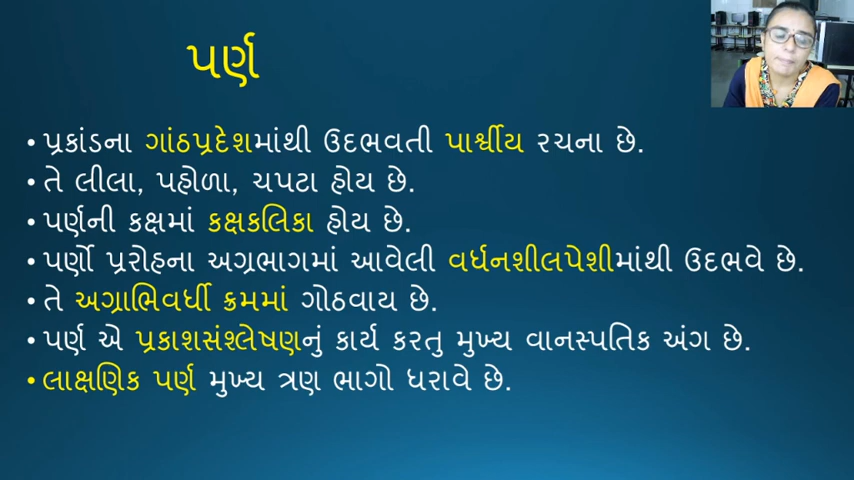 પર્ણ
• પ્રકાંડના ગાંઠપ્રદેશમાંથી ઉદભવતી પાર્શ્વીય રચના છે.
• તે લીલા, પહોળા, ચપટા હોય છે.
• પર્ણની કક્ષમાં કક્ષકલિકા હોય છે.
• પર્ણો પ્રરોહના અગ્રભાગમાં આવેલી વર્ધનશીલપેશીમાંથી ઉદભવે છે.
• તે અગ્રાભિવર્ધી ક્રમમાં ગોઠવાય છે.
• પર્ણ એ પ્રકાશસંશ્લેષણનું કાર્ય કરતુ મુખ્ય વાનસ્પતિક અંગ છે.
• લાક્ષણિક પર્ણ મુખ્ય ત્રણ ભાગો ધરાવે છે.